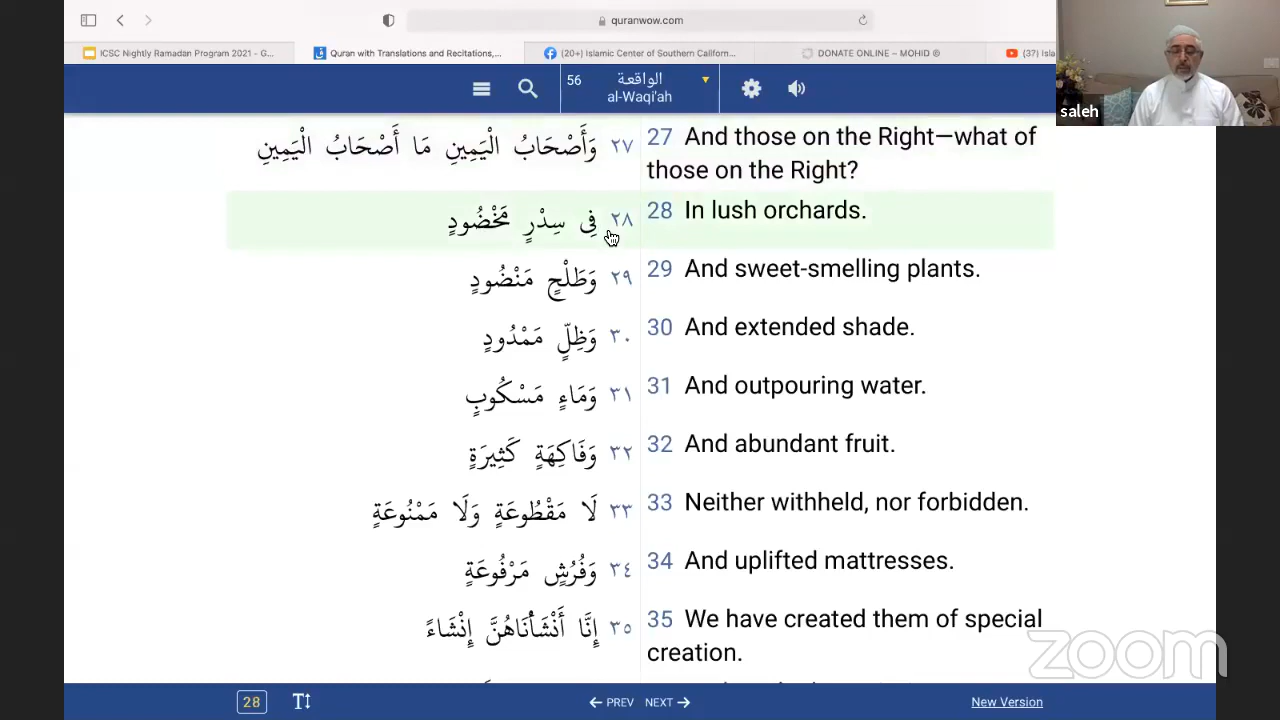 quranwow.com
ICSC Nightly Ramadan Program 2021 - G...
Quran with Translations and Recitations,...
(20+) Islamic Center of Southern Californ...
DONATE ONLINE – MOHID ®
(37) Isla
saleh
56
الواقعة
al-Waqi'ah
٢٧ وَأَصْحَابُ الْيَمِينِ مَا أَصْحَابُ الْيَمِينِ
27 And those on the Right—what of
those on the Right?
٢٨ فِى سِدْرٍ مَّخْضُودٍ
28 In lush orchards.
٢٩ وَطَلْحٍ مَنْضُودٍ
29 And sweet-smelling plants.
٣٠ وَظِلٍّ مَمْدُودٍ
30 And extended shade.
٣١ وَمَاءٍ مَسْكُوبٍ
31 And outpouring water.
٣٢ وَفَاكِهَةٍ كَثِيرَةٍ
32 And abundant fruit.
٣٣ لَا مَقْطُوعَةٍ وَلَا مَمْنُوعَةٍ
33 Neither withheld, nor forbidden.
٣٤ وَفُرُشٍ مَرْفُوعَةٍ
34 And uplifted mattresses.
٣٥ إِنَّا أَنْشَأْنَاهُنَّ إِنْشَاءً
35 We have created them of special
creation.
zoom
28
PREV NEXT
New Version